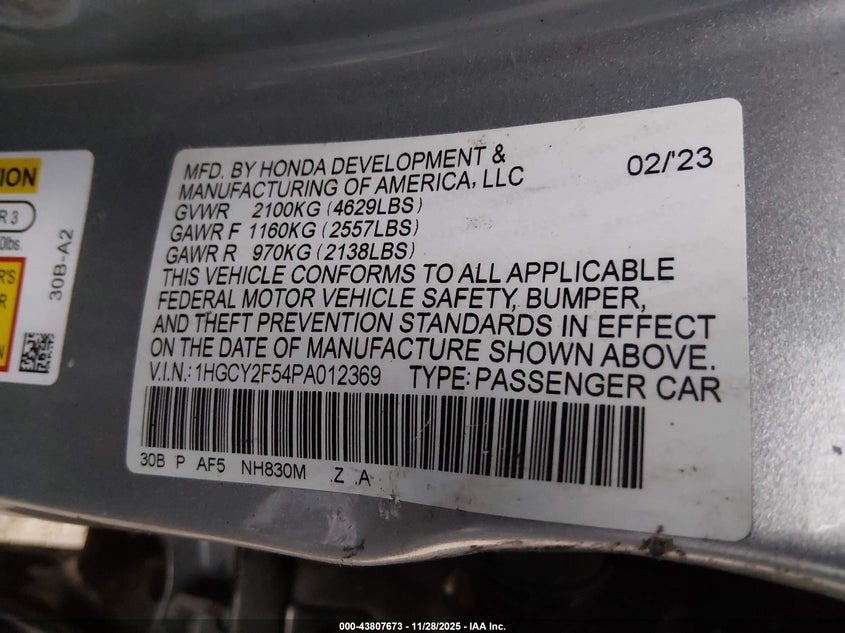 ION
R 3
0lbs.
30B-A2
R'S
R
N
MFD. BY HONDA DEVELOPMENT &
MANUFACTURING OF AMERICA, LLC
02/'23
GVWR 2100KG (4629LBS)
GAWR F 1160KG (2557LBS)
GAWR R 970KG (2138LBS)
THIS VEHICLE CONFORMS TO ALL APPLICABLE
FEDERAL MOTOR VEHICLE SAFETY, BUMPER,
AND THEFT PREVENTION STANDARDS IN EFFECT
ON THE DATE OF MANUFACTURE SHOWN ABOVE.
V.I.N.: 1HGCY2F54PA012369 TYPE: PASSENGER CAR
30B P AF5 NH830M .Z .A
000-43807673 - 11/28/2025 - IAA Inc.